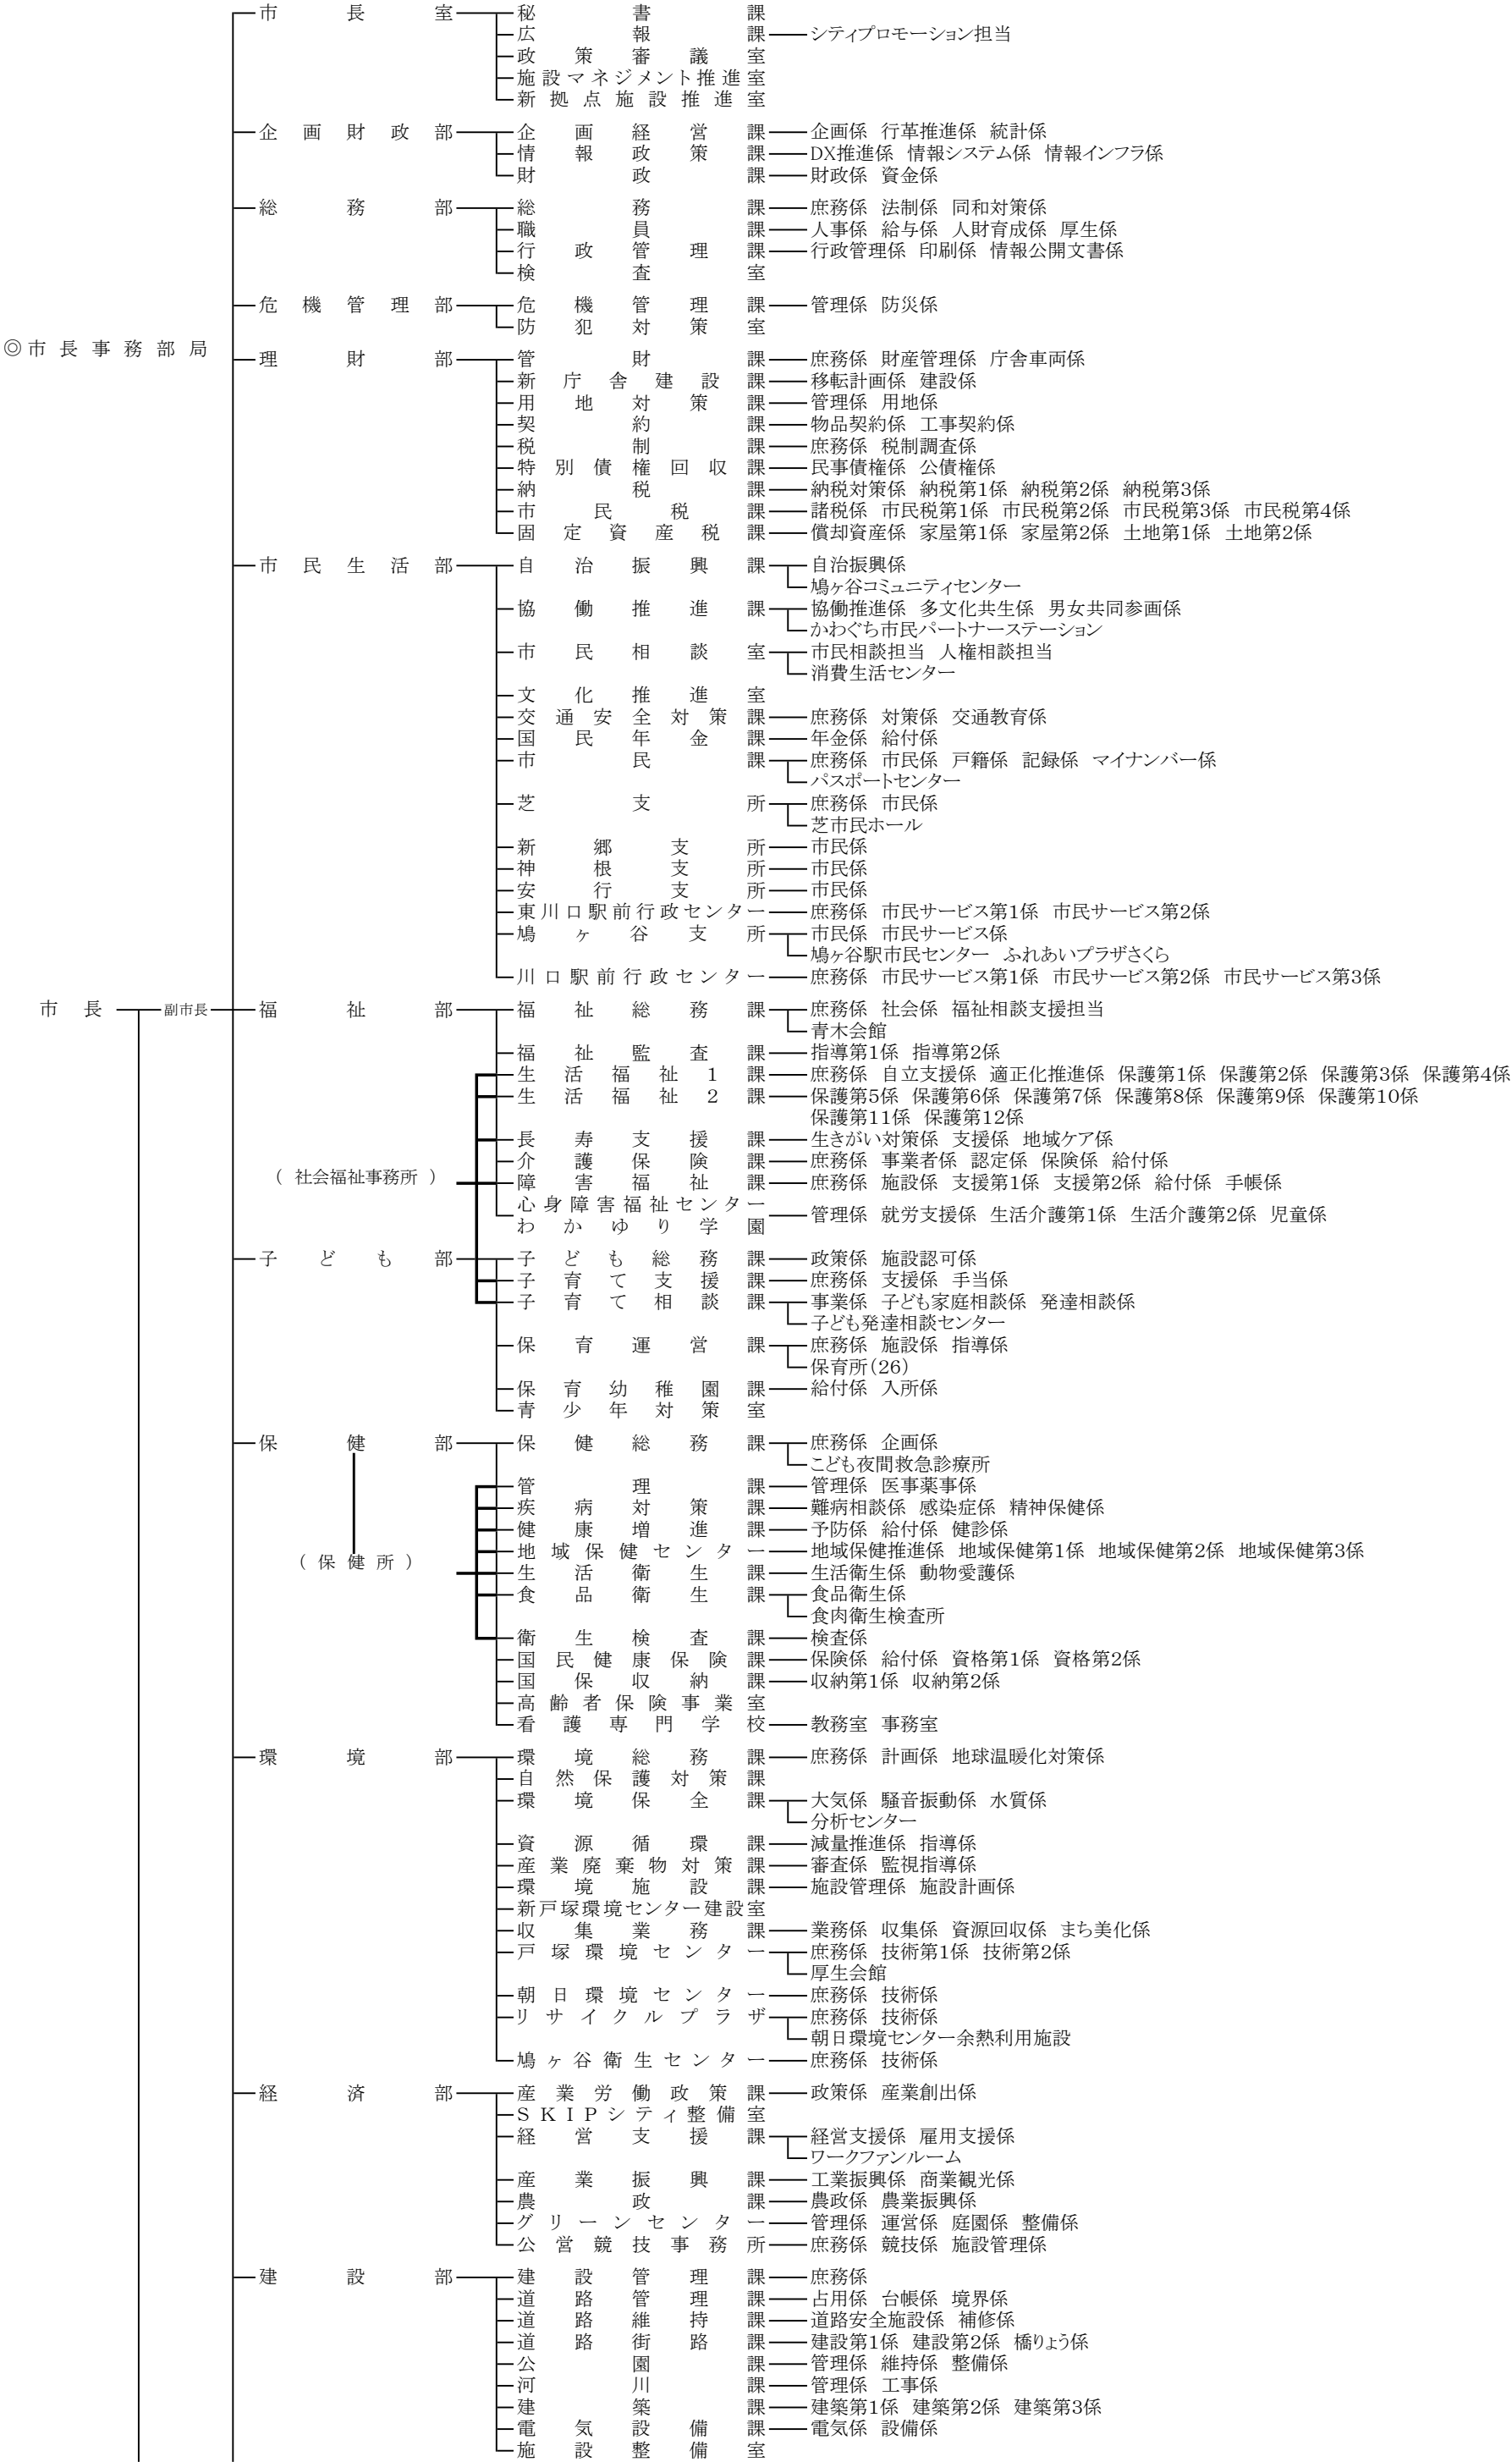 市長室 秘書課
広報課 シティプロモーション担当
政策審議室
施設マネジメント推進室
新拠点施設推進室
企画財政部 企画経営課 企画係 行革推進係 統計係
情報政策課 DX推進係 情報システム係 情報インフラ係
財政課 財政係 資金係
総務部 総務課 庶務係 法制係 同和対策係
職員課 人事係 給与係 人財育成係 厚生係
行政管理課 行政管理係 印刷係 情報公開文書係
検査室
危機管理部 危機管理課 管理係 防災係
防犯対策室
◎市長事務部局
理財部 管財課 庶務係 財産管理係 庁舎車両係
新庁舎建設課 移転計画係 建設係
用地対策課 管理係 用地係
契約課 物品契約係 工事契約係
税制課 庶務係 税制調査係
特別債権回収課 民事債権係 公債権係
納税課 納税対策係 納税第1係 納税第2係 納税第3係
市民税課 諸税係 市民税第1係 市民税第2係 市民税第3係 市民税第4係
固定資産税課 償却資産係 家屋第1係 家屋第2係 土地第1係 土地第2係
市民生活部 自治振興課 自治振興係
鳩ヶ谷コミュニティセンター
協働推進課 協働推進係 多文化共生係 男女共同参画係
かわぐち市民パートナーステーション
市民相談室 市民相談担当 人権相談担当
消費生活センター
文化推進室
交通安全対策課 庶務係 対策係 交通教育係
国民年金課 年金係 給付係
市民課 庶務係 市民係 戸籍係 記録係 マイナンバー係
パスポートセンター
芝支所 庶務係 市民係
芝市民ホール
新郷支所 市民係
神根支所 市民係
安行支所 市民係
東川口駅前行政センター 庶務係 市民サービス第1係 市民サービス第2係
鳩ヶ谷支所 市民係 市民サービス係
鳩ヶ谷駅市民センター ふれあいプラザさくら
川口駅前行政センター 庶務係 市民サービス第1係 市民サービス第2係 市民サービス第3係
市長 副市長 福祉部 福祉総務課 庶務係 社会係 福祉相談支援担当
青木会館
福祉監査課 指導第1係 指導第2係
生活福祉1課 庶務係 自立支援係 適正化推進係 保護第1係 保護第2係 保護第3係 保護第4係
生活福祉2課 保護第5係 保護第6係 保護第7係 保護第8係 保護第9係 保護第10係
保護第11係 保護第12係
長寿支援課 生きがい対策係 支援係 地域ケア係
介護保険課 庶務係 事業者係 認定係 保険係 給付係
（社会福祉事務所） 障害福祉課 庶務係 施設係 支援第1係 支援第2係 給付係 手帳係
心身障害福祉センター
わかゆり学園 管理係 就労支援係 生活介護第1係 生活介護第2係 児童係
子ども部 子ども総務課 政策係 施設認可係
子育て支援課 庶務係 支援係 手当係
子育て相談課 事業係 子ども家庭相談係 発達相談係
子ども発達相談センター
保育運営課 庶務係 施設係 指導係
保育所(26)
保育幼稚園課 給付係 入所係
青少年対策室
保健部 保健総務課 庶務係 企画係
こども夜間救急診療所
管理課 管理係 医事薬事係
疾病対策課 難病相談係 感染症係 精神保健係
健康増進課 予防係 給付係 健診係
（保健所） 地域保健センター 地域保健推進係 地域保健第1係 地域保健第2係 地域保健第3係
生活衛生課 生活衛生係 動物愛護係
食品衛生課 食品衛生係
食肉衛生検査所
衛生検査課 検査係
国民健康保険課 保険係 給付係 資格第1係 資格第2係
国保収納課 収納第1係 収納第2係
高齢者保険事業室
看護専門学校 教務室 事務室
環境部 環境総務課 庶務係 計画係 地球温暖化対策係
自然保護対策課
環境保全課 大気係 騒音振動係 水質係
分析センター
資源循環課 減量推進係 指導係
産業廃棄物対策課 審査係 監視指導係
環境施設課 施設管理係 施設計画係
新戸塚環境センター建設室
収集業務課 業務係 収集係 資源回収係 まち美化係
戸塚環境センター 庶務係 技術第1係 技術第2係
厚生会館
朝日環境センター 庶務係 技術係
リサイクルプラザ 庶務係 技術係
朝日環境センター余熱利用施設
鳩ヶ谷衛生センター 庶務係 技術係
経済部 産業労働政策課 政策係 産業創出係
SKIPシティ整備室
経営支援課 経営支援係 雇用支援係
ワークファンルーム
産業振興課 工業振興係 商業観光係
農政課 農政係 農業振興係
グリーンセンター 管理係 運営係 庭園係 整備係
公営競技事務所 庶務係 競技係 施設管理係
建設部 建設管理課 庶務係
道路管理課 占用係 台帳係 境界係
道路維持課 道路安全施設係 補修係
道路街路課 建設第1係 建設第2係 橋りょう係
公園課 管理係 維持係 整備係
河川課 管理係 工事係
建築課 建築第1係 建築第2係 建築第3係
電気設備課 電気係 設備係
施設整備室